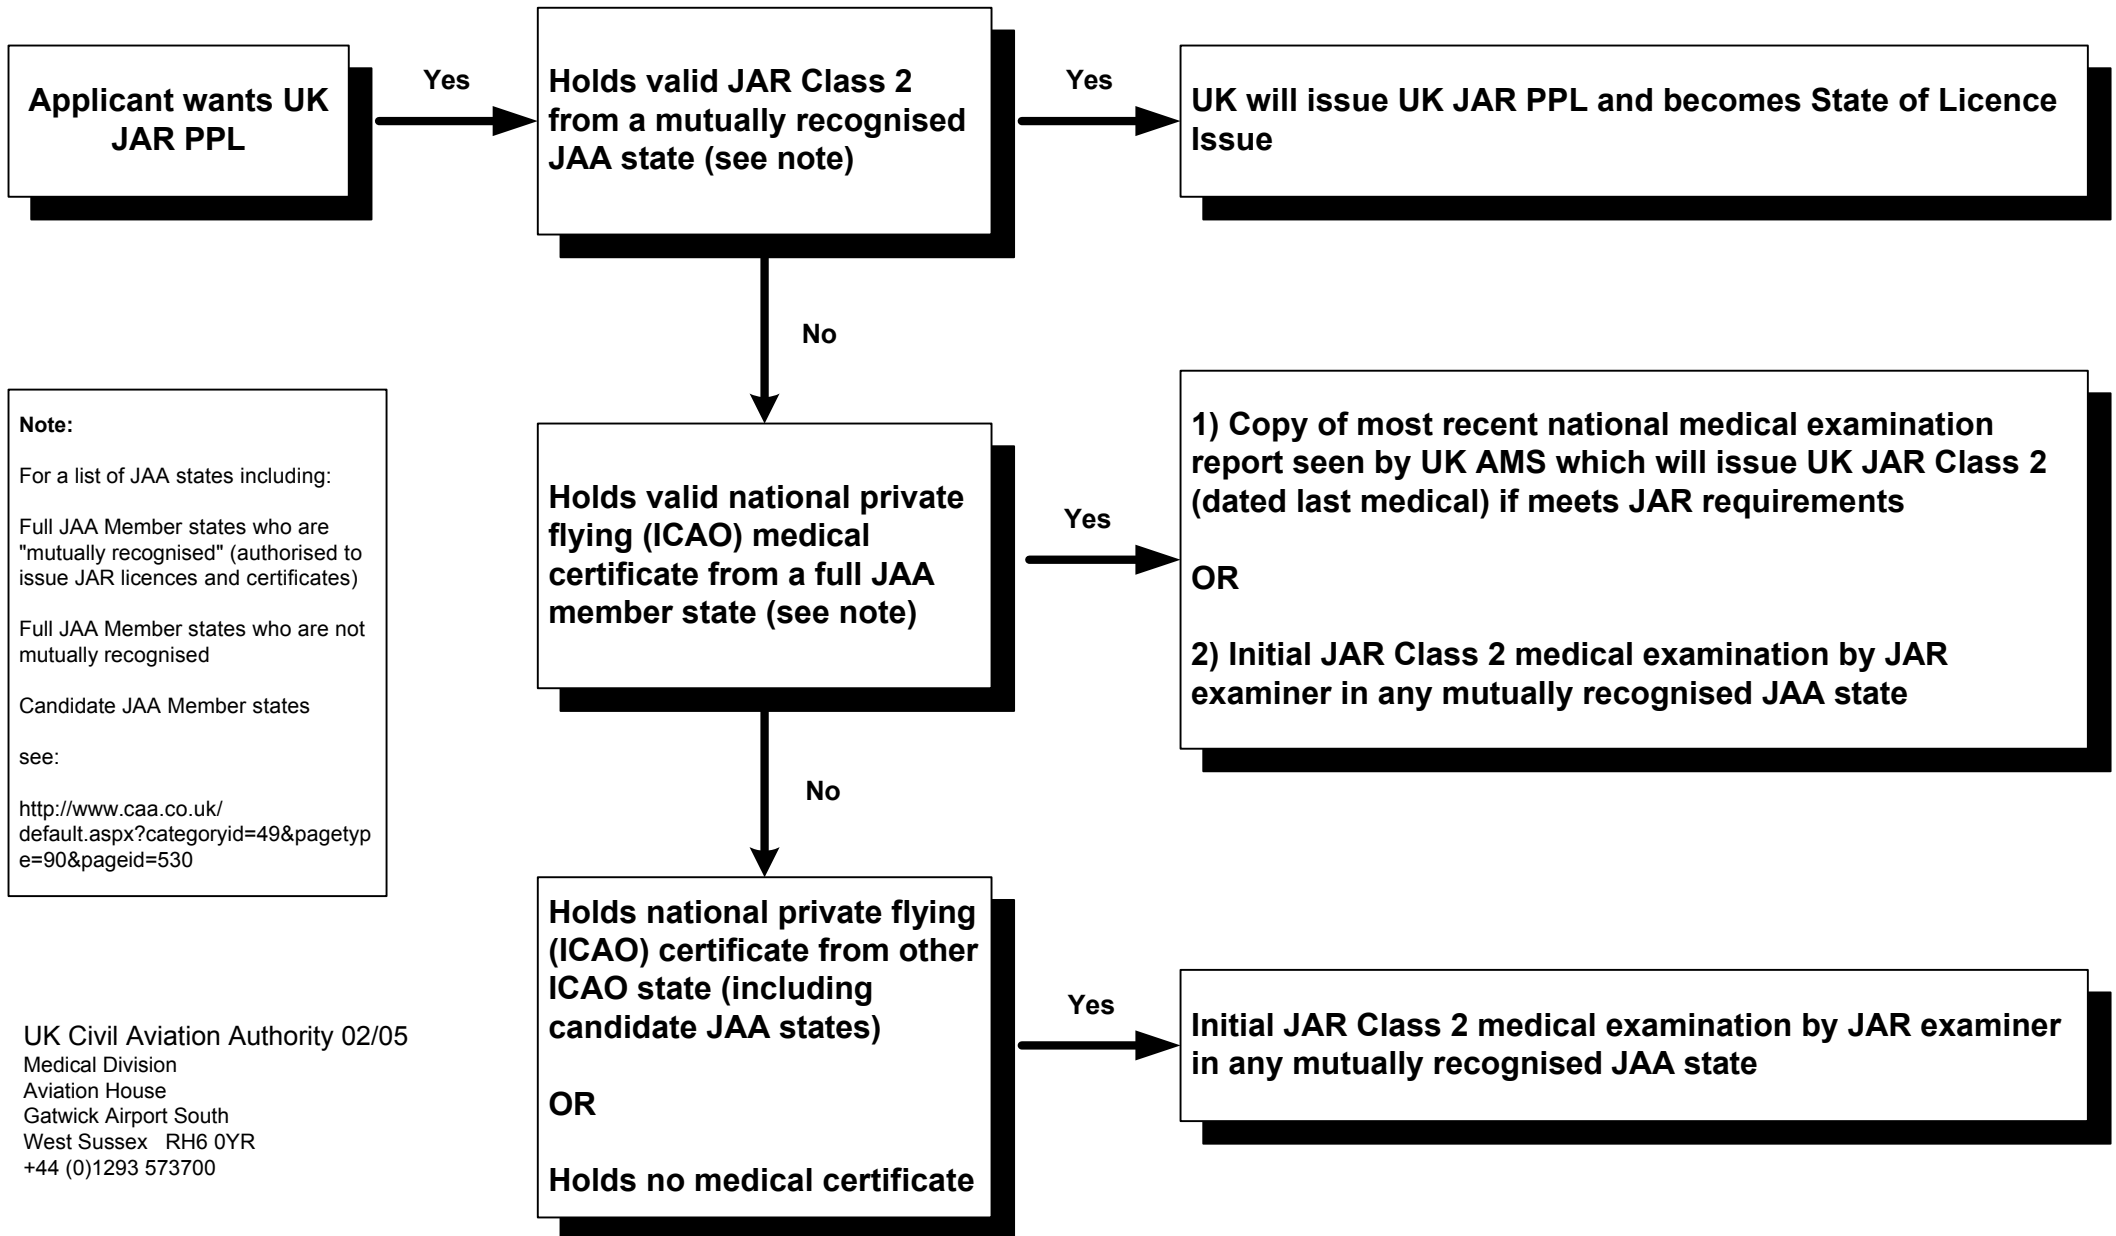 Applicant wants UK
JAR PPL
Yes
Holds valid JAR Class 2
from a mutually recognised
JAA state (see note)
Yes
UK will issue UK JAR PPL and becomes State of Licence
Issue
No
Note:
For a list of JAA states including:
Full JAA Member states who are
"mutually recognised" (authorised to
issue JAR licences and certificates)
Full JAA Member states who are not
mutually recognised
Candidate JAA Member states
see:
http://www.caa.co.uk/
default.aspx?categoryid=49&pagetyp
e=90&pageid=530
Holds valid national private
flying (ICAO) medical
certificate from a full JAA
member state (see note)
Yes
1) Copy of most recent national medical examination
report seen by UK AMS which will issue UK JAR Class 2
(dated last medical) if meets JAR requirements
OR
2) Initial JAR Class 2 medical examination by JAR
examiner in any mutually recognised JAA state
No
Holds national private flying
(ICAO) certificate from other
ICAO state (including
candidate JAA states)
OR
Holds no medical certificate
Yes
Initial JAR Class 2 medical examination by JAR examiner
in any mutually recognised JAA state
UK Civil Aviation Authority 02/05
Medical Division
Aviation House
Gatwick Airport South
West Sussex RH6 0YR
+44 (0)1293 573700